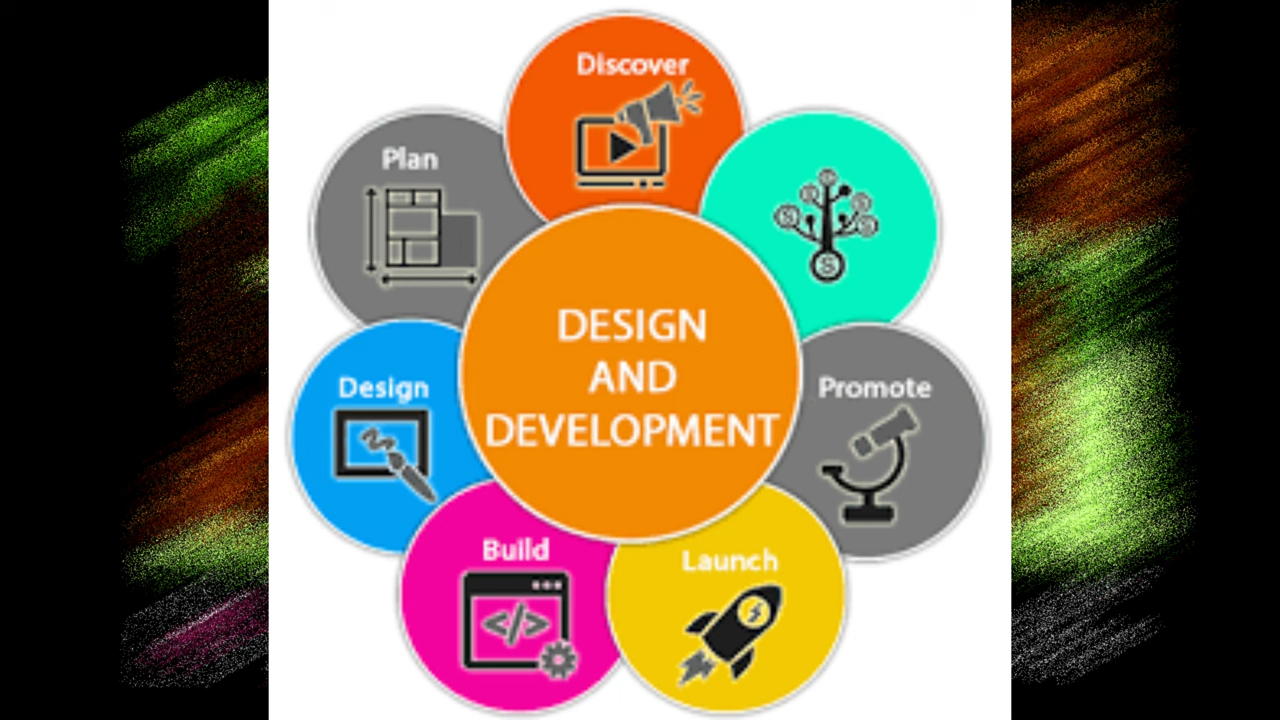 Discover
Plan
DESIGN
AND
DEVELOPMENT
Design
Promote
Build
</>
Launch